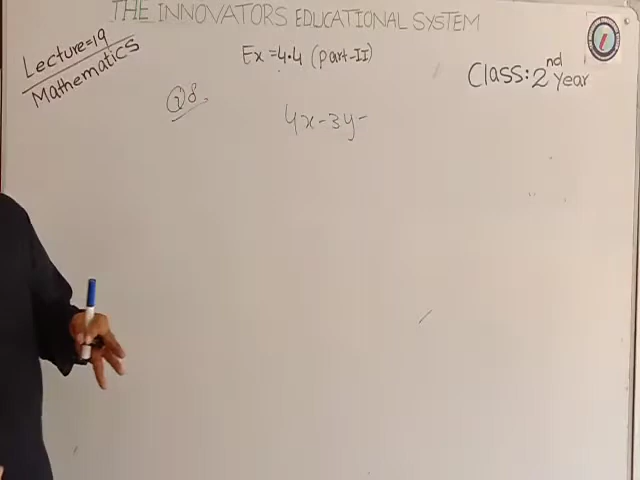 THE INNOVATORS EDUCATIONAL SYSTEM
Lecture=19
Mathematics
Ex=4.4 (part-II)
Class: 2nd Year
Q8.
4x-3y-